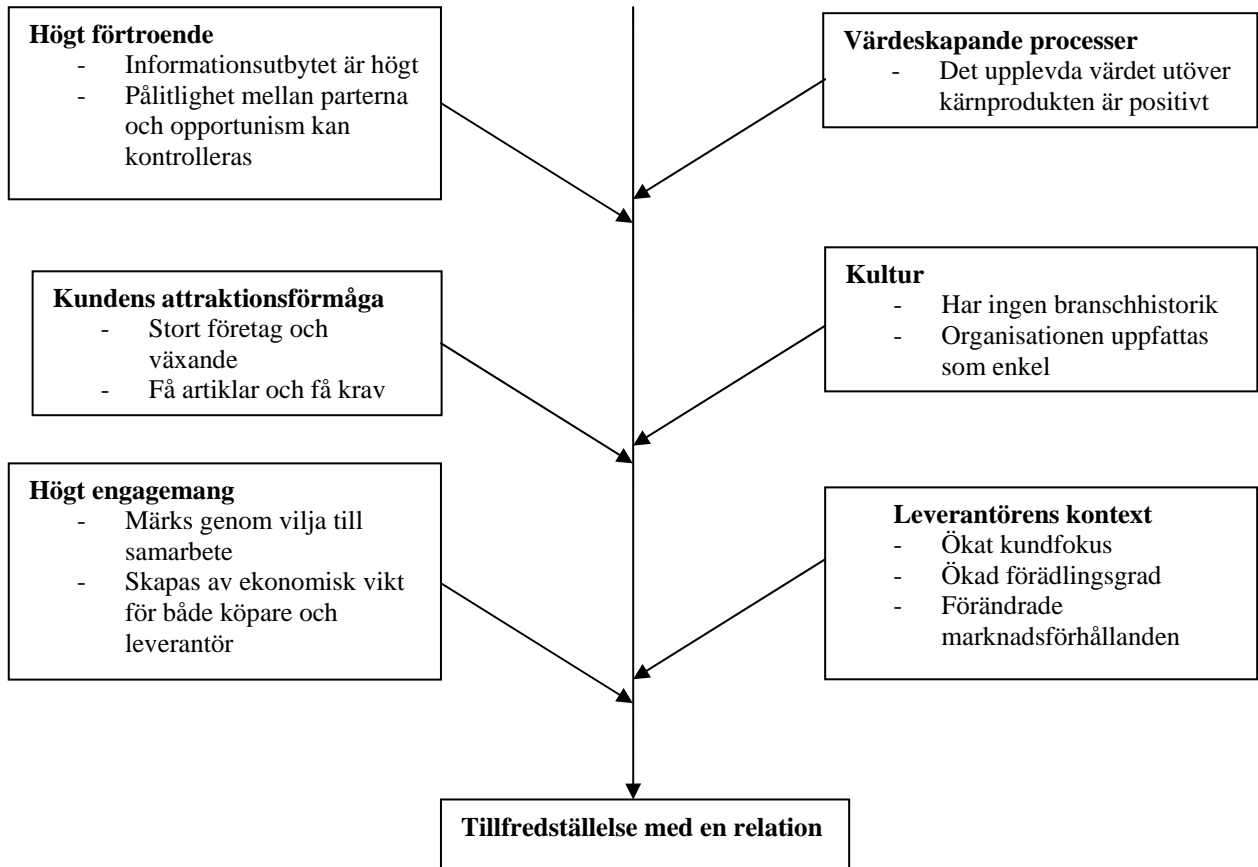 Högt förtroende
- Informationsutbytet är högt
- Pålitlighet mellan parterna
och opportunism kan
kontrolleras
Värdeskapande processer
- Det upplevda värdet utöver
kärnprodukten är positivt
Kundens attraktionsförmåga
- Stort företag och
växande
- Få artiklar och få krav
Kultur
- Har ingen branschhistorik
- Organisationen uppfattas
som enkel
Högt engagemang
- Märks genom vilja till
samarbete
- Skapas av ekonomisk vikt
för både köpare och
leverantör
Leverantörens kontext
- Ökat kundfokus
- Ökad förädlingsgrad
- Förändrade
marknadsförhållanden
Tillfredställelse med en relation